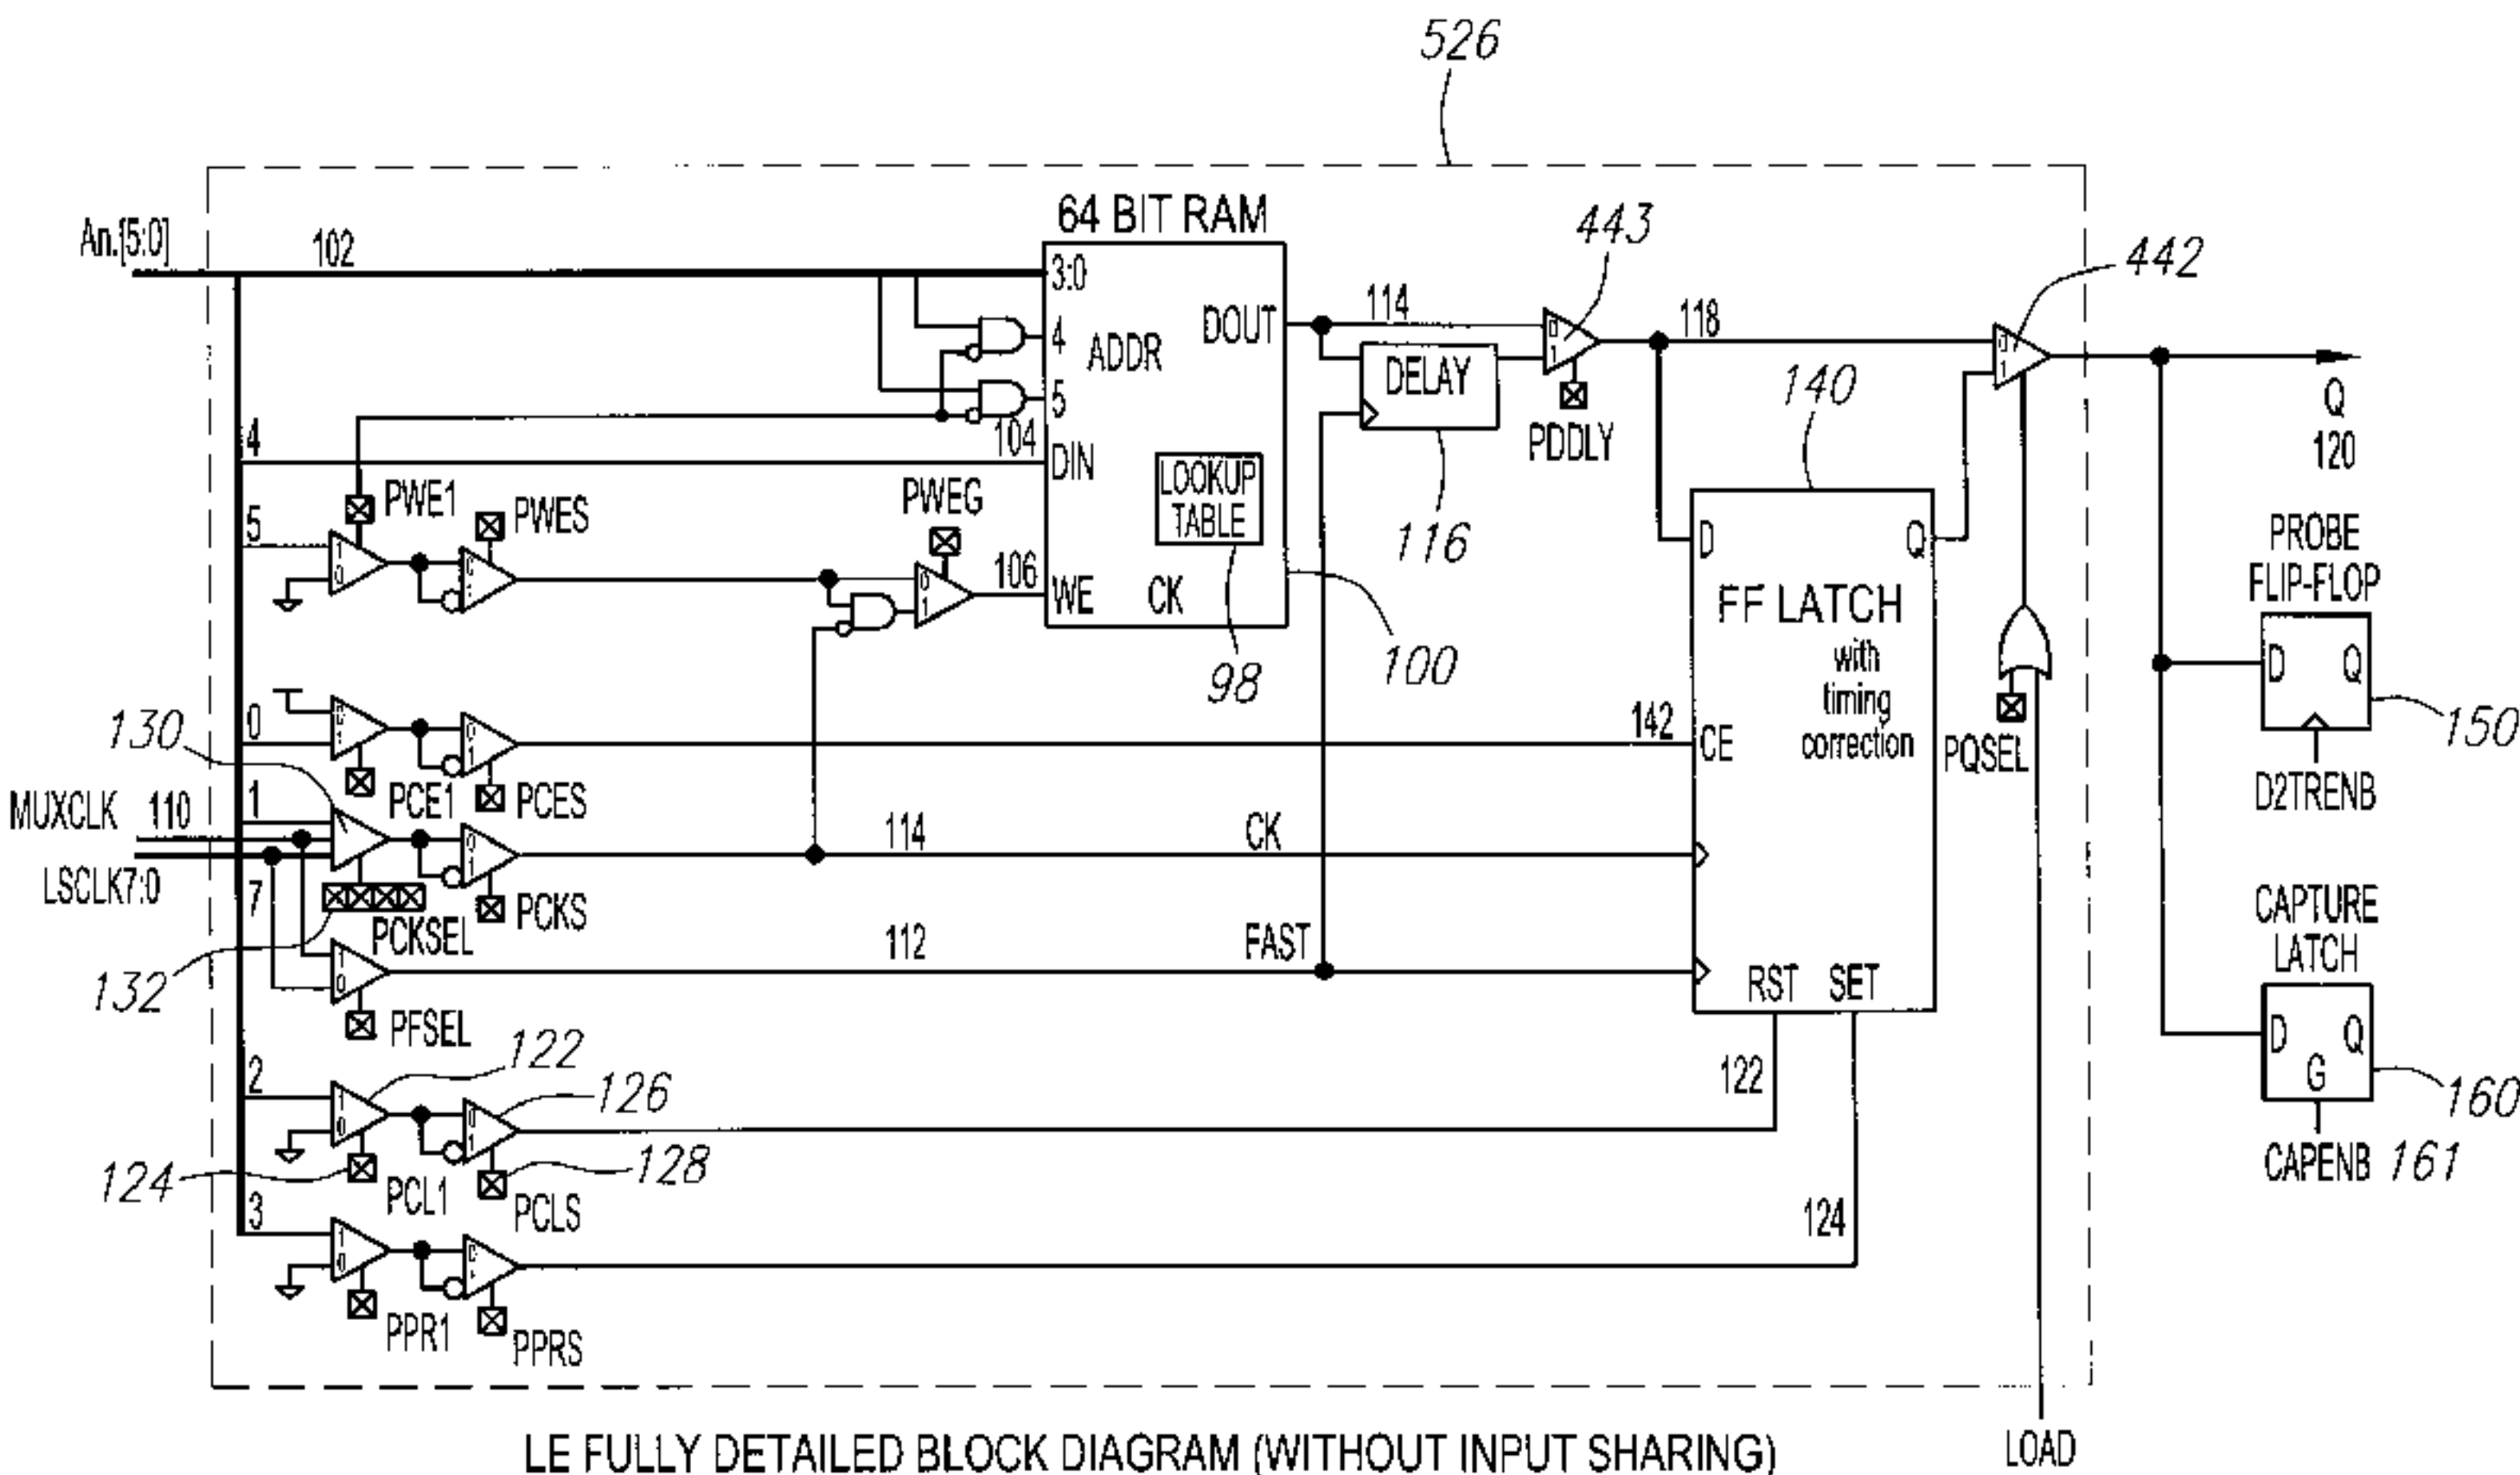 526
64 BIT RAM
An.[5:0]
102
3:0
4
ADDR
5
DOUT
114
443
118
442
DELAY
PDDLY
140
Q
120
4
104
DIN
LOOKUP
TABLE
116
PWE1
PWES
PWEG
5
1
0
0
1
106
WE
CK
98
100
D
Q
FF LATCH
with
timing
correction
PROBE
FLIP-FLOP
D Q
150
D2TRENB
PQSEL
130
0
PCE1
PCES
142
CE
MUXCLK
110
1
LSCLK7:0
7
114
CK
PCKSEL
PCKS
132
112
FAST
PFSEL
RST SET
CAPTURE
LATCH
D Q
G
160
CAPENB 161
2
122
126
122
124
PCL1
128
PCLS
3
124
PPR1
PPRS
LE FULLY DETAILED BLOCK DIAGRAM (WITHOUT INPUT SHARING)
LOAD